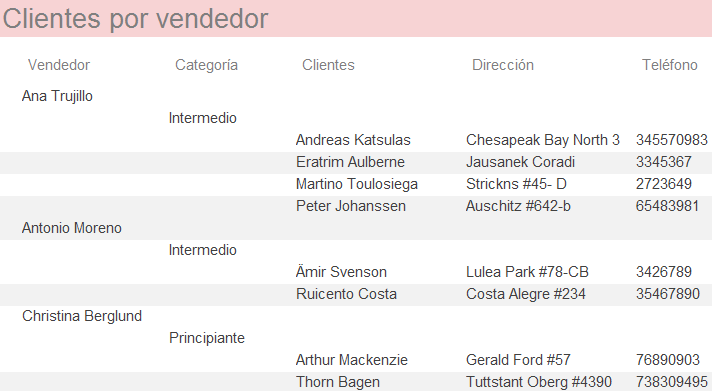 Clientes por vendedor
Vendedor Categoría Clientes Dirección Teléfono
Ana Trujillo
Intermedio
Andreas Katsulas Chesapeak Bay North 3 345570983
Eratrim Aulberne Jausanek Coradi 3345367
Martino Toulosiega Strickns #45- D 2723649
Peter Johanssen Auschitz #642-b 65483981
Antonio Moreno
Intermedio
Ämir Svenson Lulea Park #78-CB 3426789
Ruicento Costa Costa Alegre #234 35467890
Christina Berglund
Principiante
Arthur Mackenzie Gerald Ford #57 76890903
Thorn Bagen Tuttstant Oberg #4390 738309495